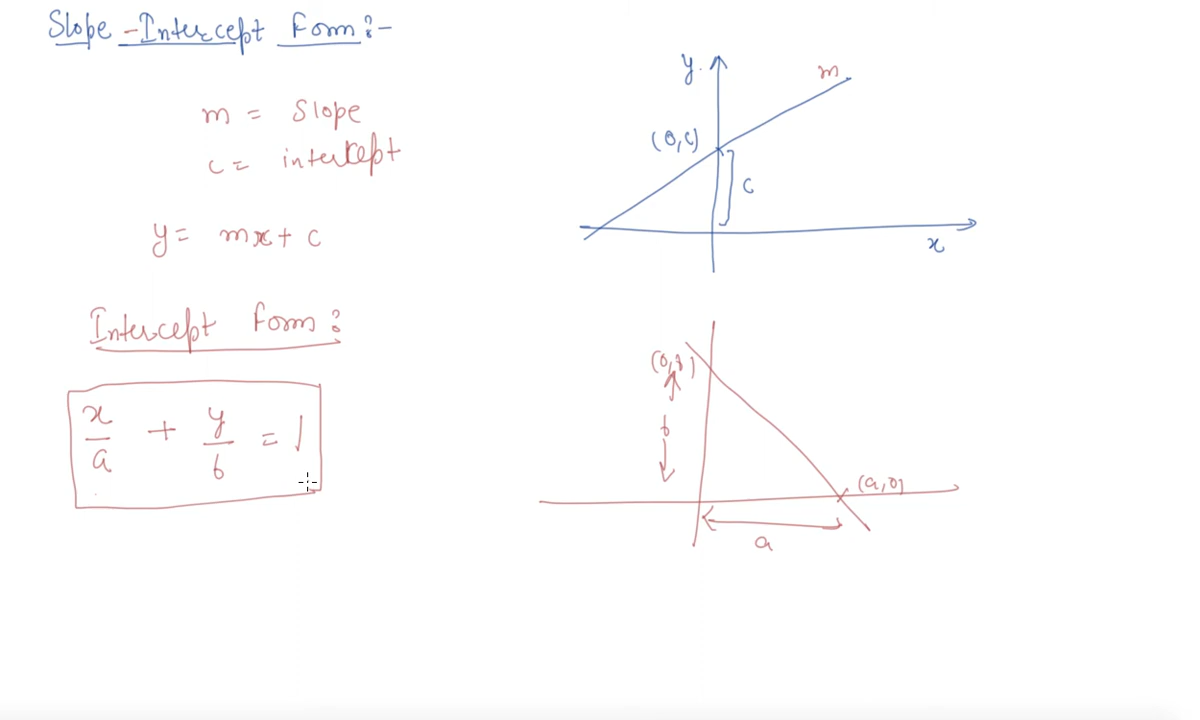 Slope - Intercept Form :-
m = Slope
c = intercept
y = mx + c
y
m
(0,c)
c
x
Intercept Form :
x/a + y/b = 1
b
(a,0)
a